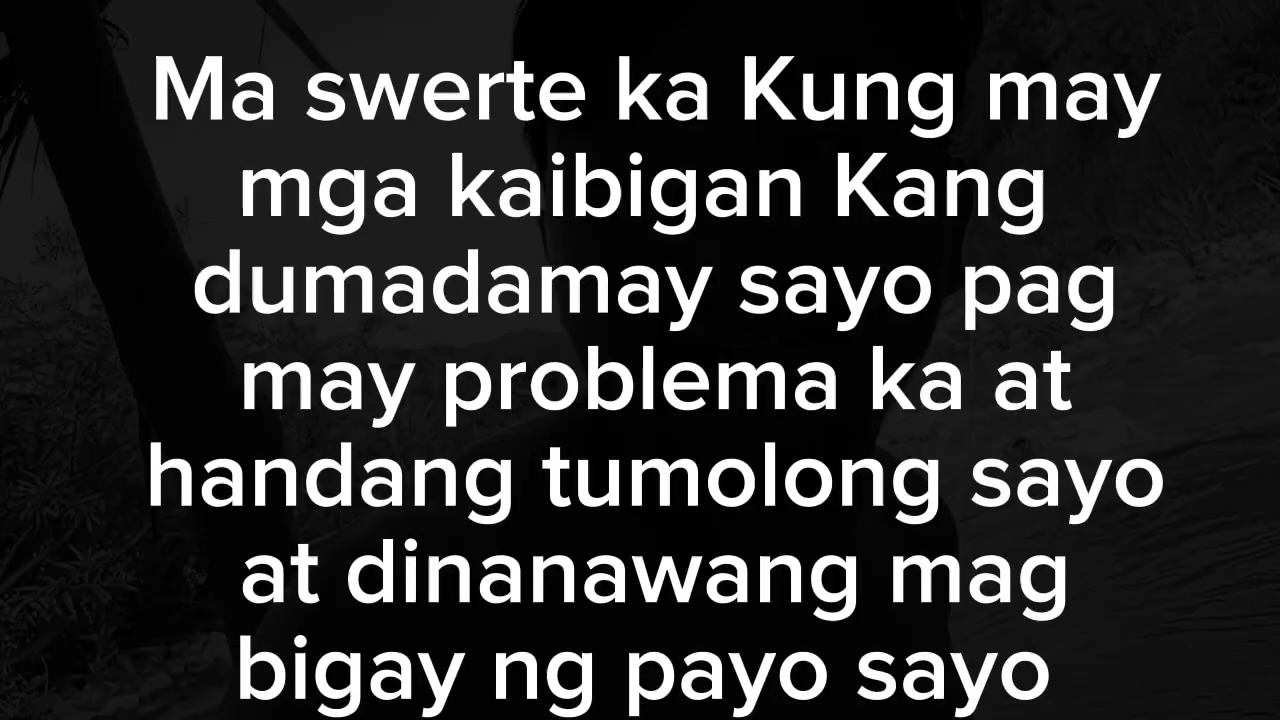 Ma swerte ka Kung may
mga kaibigan Kang
dumadamay sayo pag
may problema ka at
handang tumolong sayo
at dinanawang mag
bigay ng payo sayo